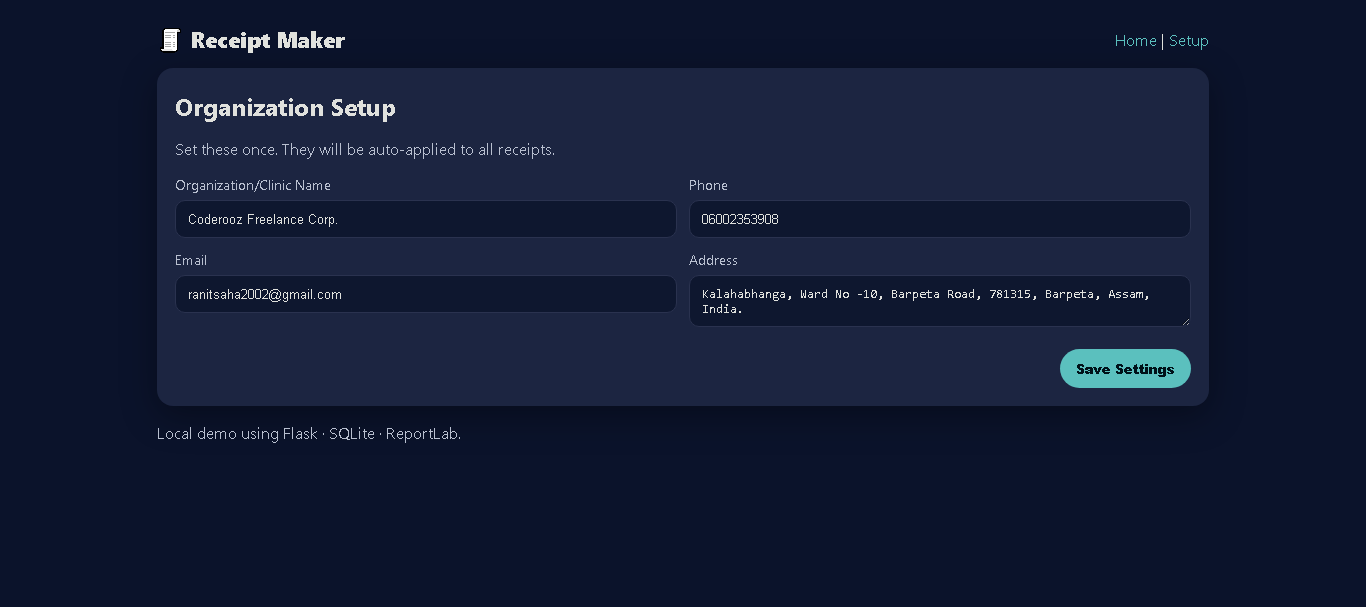 Receipt Maker
Home | Setup
Organization Setup
Set these once. They will be auto-applied to all receipts.
Organization/Clinic Name
Coderooz Freelance Corp.
Phone
06002353908
Email
ranitsaha2002@gmail.com
Address
Kalahabhanga, Ward No -10, Barpeta Road, 781315, Barpeta, Assam,
India.
Save Settings
Local demo using Flask · SQLite · ReportLab.